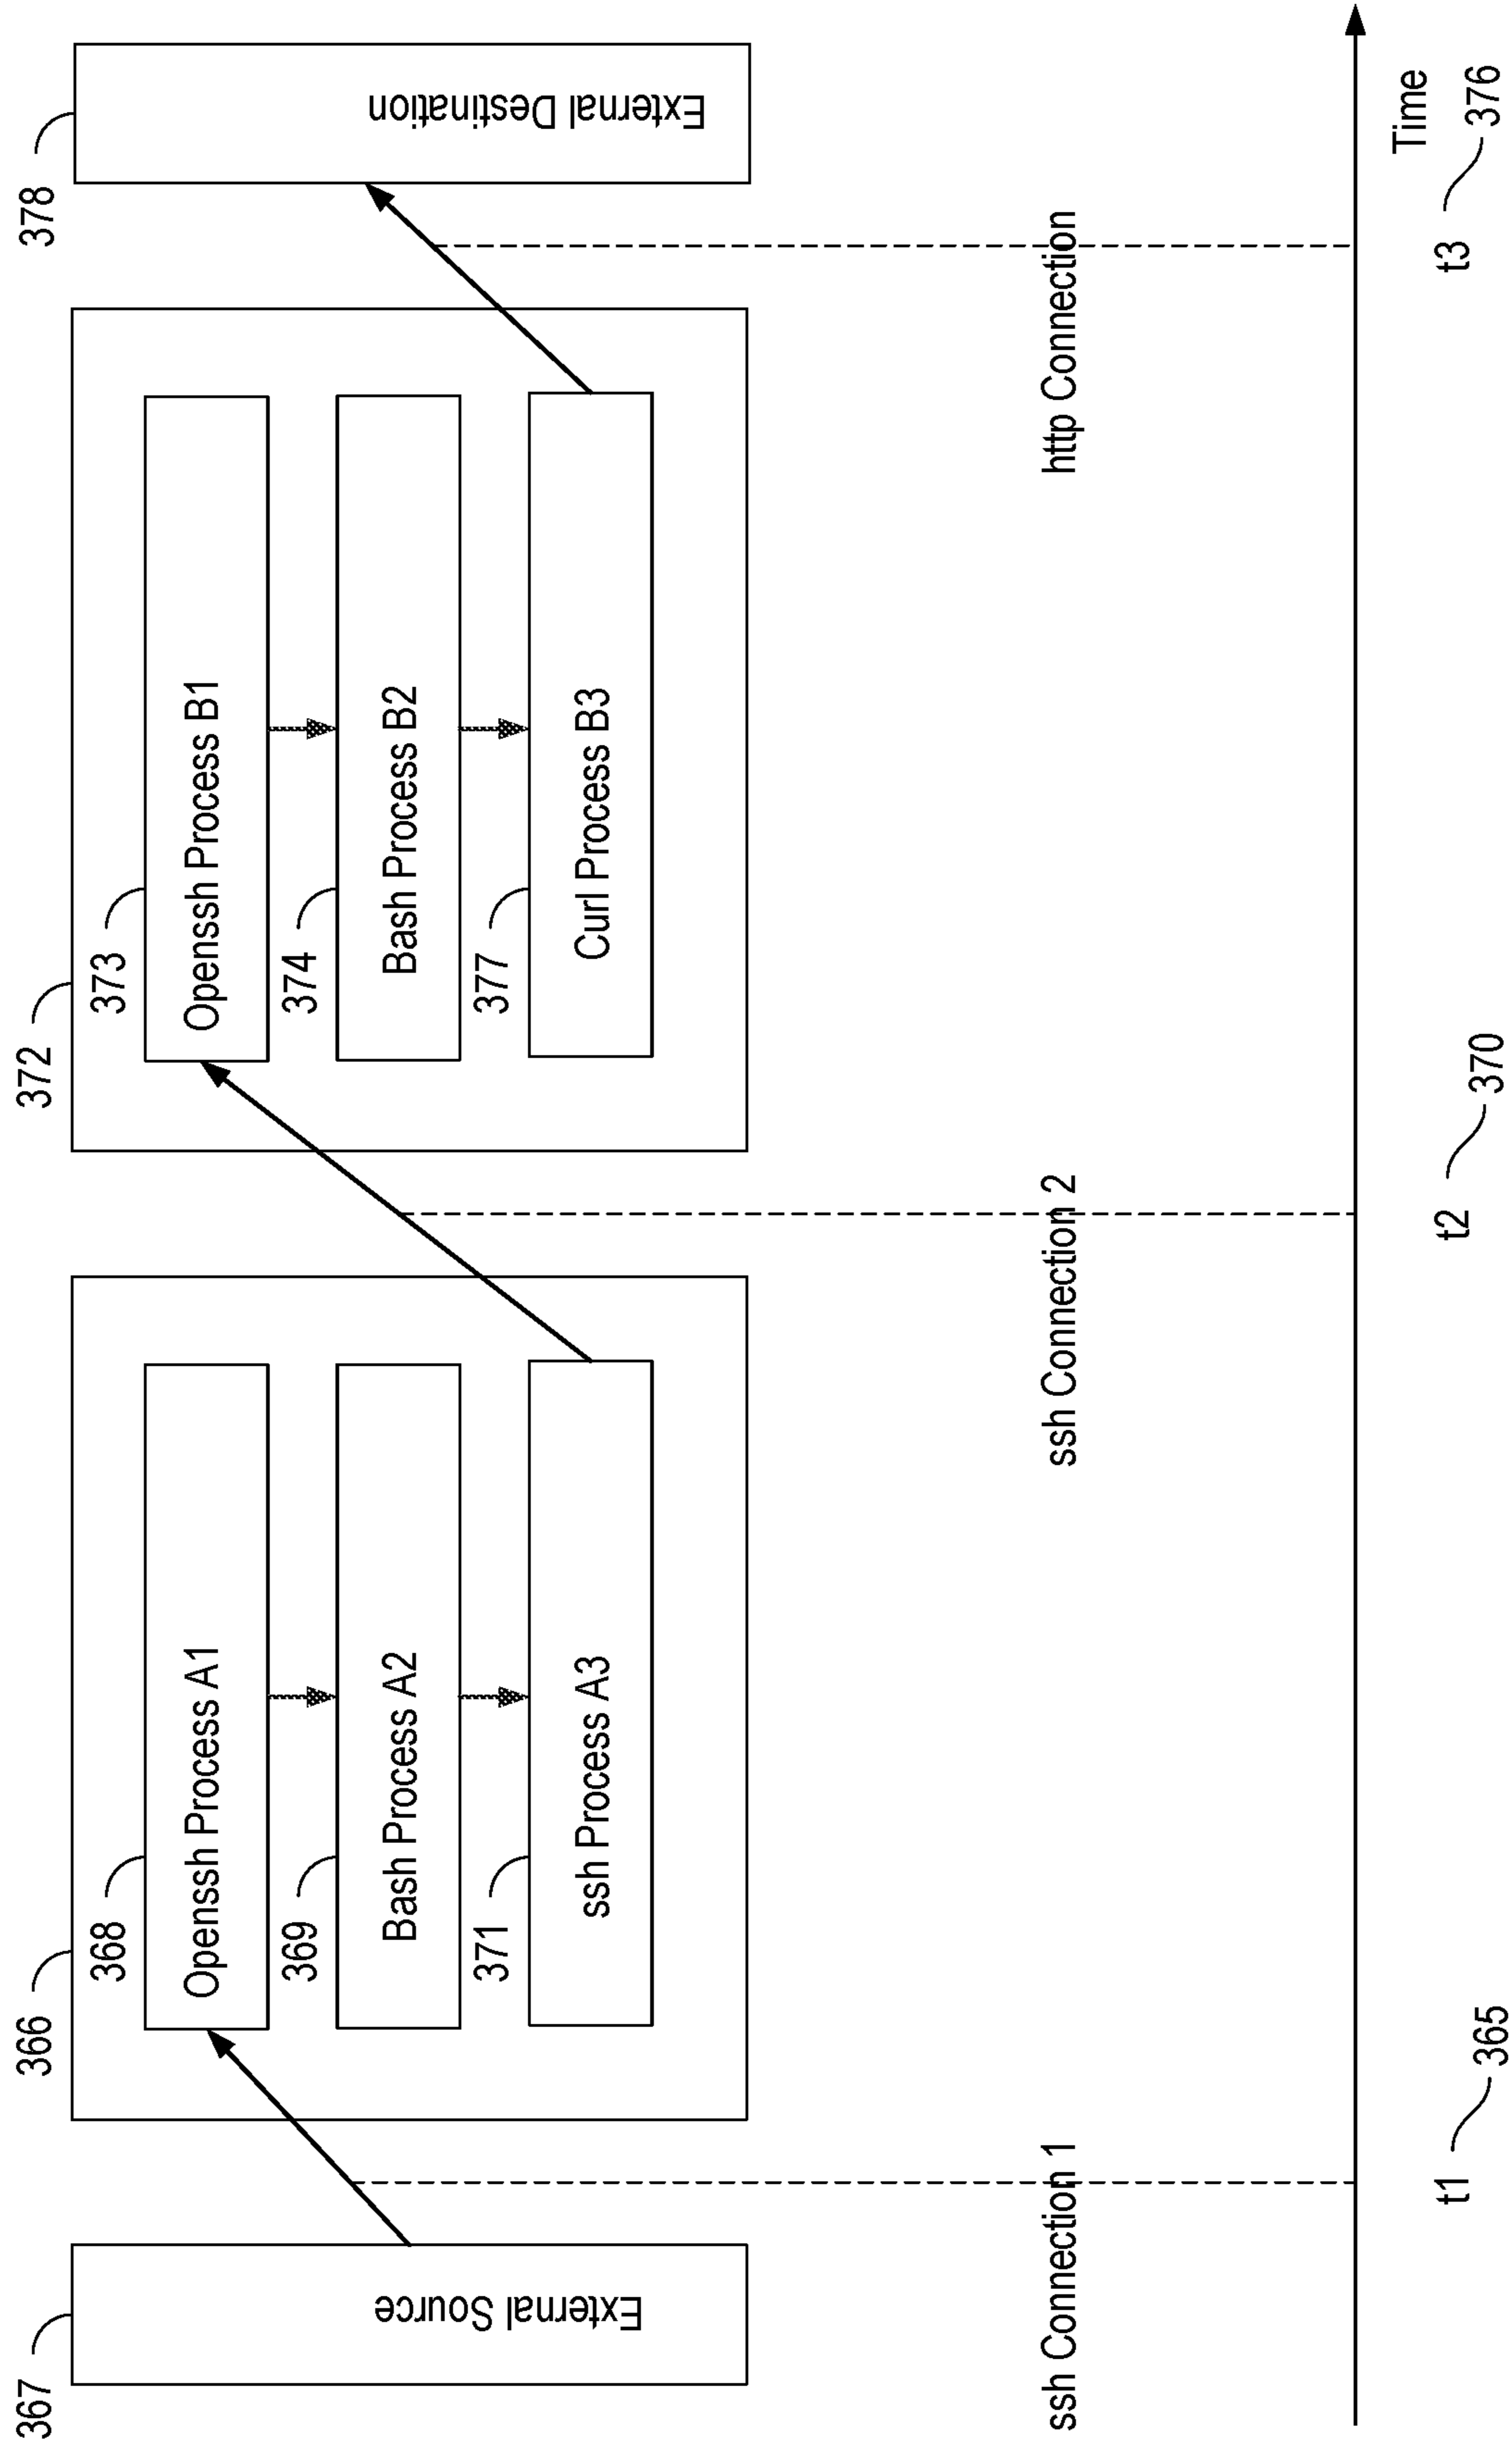 367
External Source
366
368
Openssh Process A1
369
Bash Process A2
371
ssh Process A3
372
373
Openssh Process B1
374
Bash Process B2
377
Curl Process B3
378
External Destination
ssh Connection 1
ssh Connection 2
http Connection
Time
t1
365
t2
370
t3
376